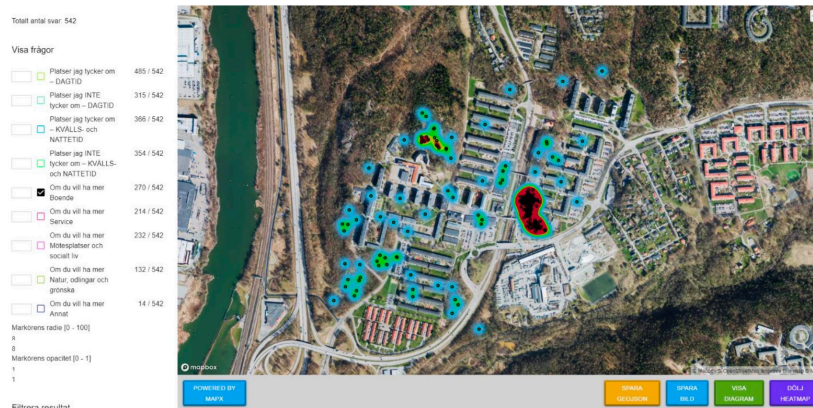 Totalt antal svar: 542
Visa frågor
Platser jag tycker om 485 / 542
– DAGTID
Platser jag INTE 315 / 542
tycker om – DAGTID
Platser jag tycker om 366 / 542
– KVÄLLS- och
NATTETID
Platser jag INTE 354 / 542
tycker om – KVÄLLS-
och NATTETID
Om du vill ha mer 270 / 542
Boende
Om du vill ha mer 214 / 542
Service
Om du vill ha mer 232 / 542
Mötesplatser och
socialt liv
Om du vill ha mer 132 / 542
Natur, odlingar och
grönska
Om du vill ha mer 14 / 542
Annat
Markörens radie [0 - 100]
8
8
Markörens opacitet [0 - 1]
1
1
Filtrera resultat
mapbox
POWERED BY
MAPX
SPARA
GEOJSON
SPARA
BILD
VISA
DIAGRAM
DÖLJ
HEATMAP